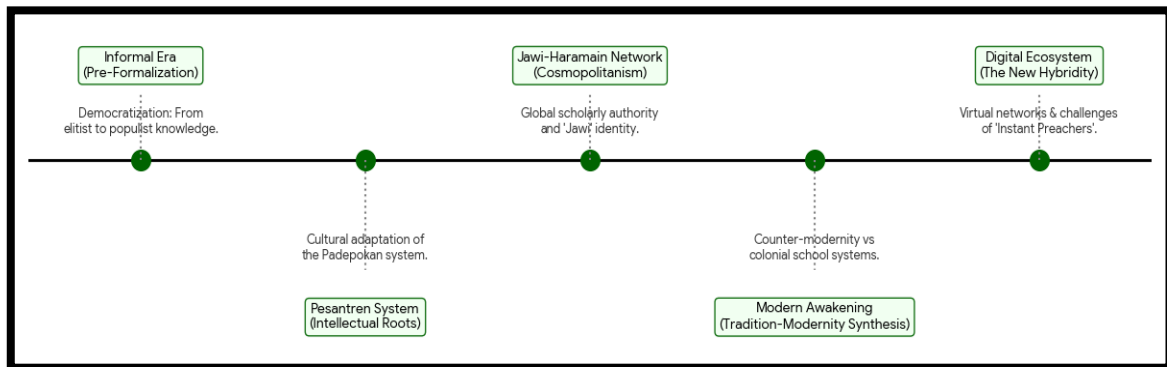 Informal Era
(Pre-Formalization)
Democratization: From
elitist to populist knowledge.
Pesantren System
(Intellectual Roots)
Cultural adaptation of
the Padepokan system.
Jawi-Haramain Network
(Cosmopolitanism)
Global scholarly authority
and 'Jawi' identity.
Modern Awakening
(Tradition-Modernity Synthesis)
Counter-modernity vs
colonial school systems.
Digital Ecosystem
(The New Hybridity)
Virtual networks & challenges
of 'Instant Preachers'.